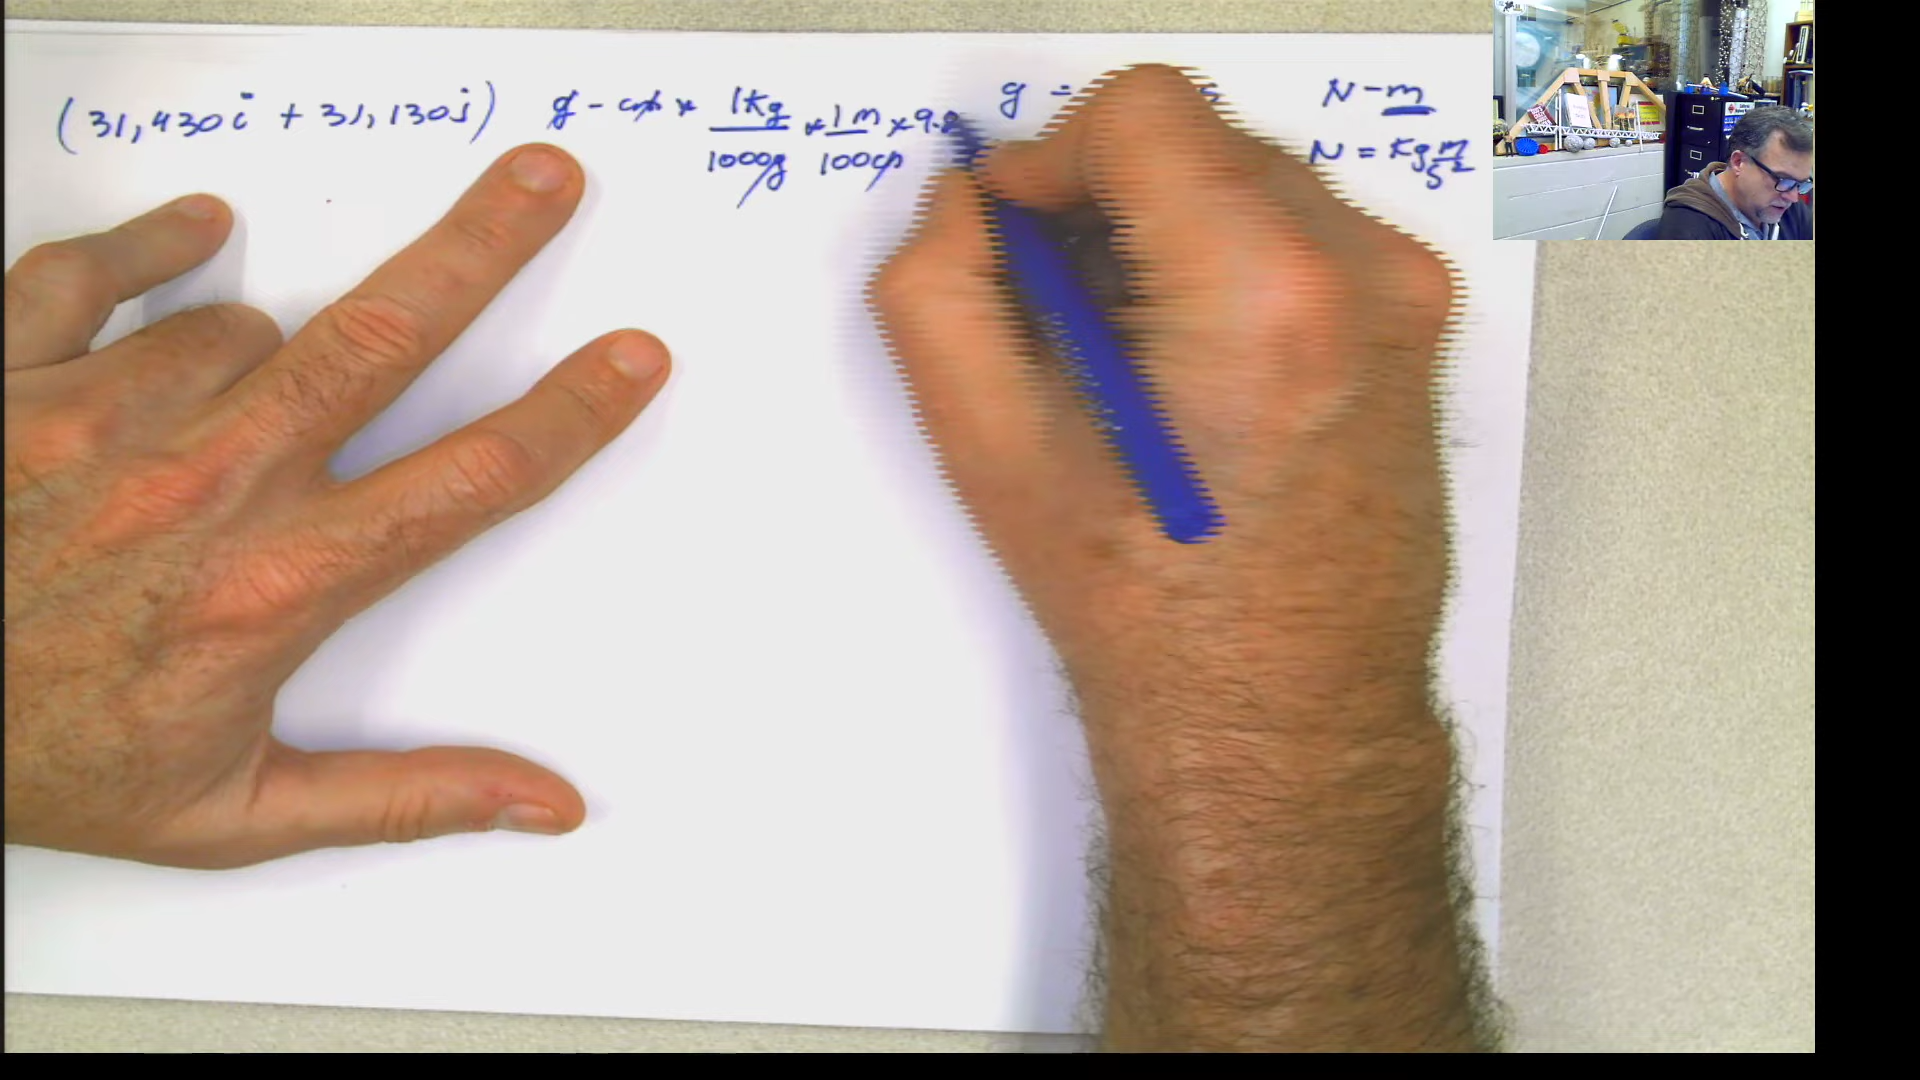 (31,430i + 31,130j) g - cm × 1kg/1000g × 1m/100cm × 9.8 g = N-m
N = kg m/s²